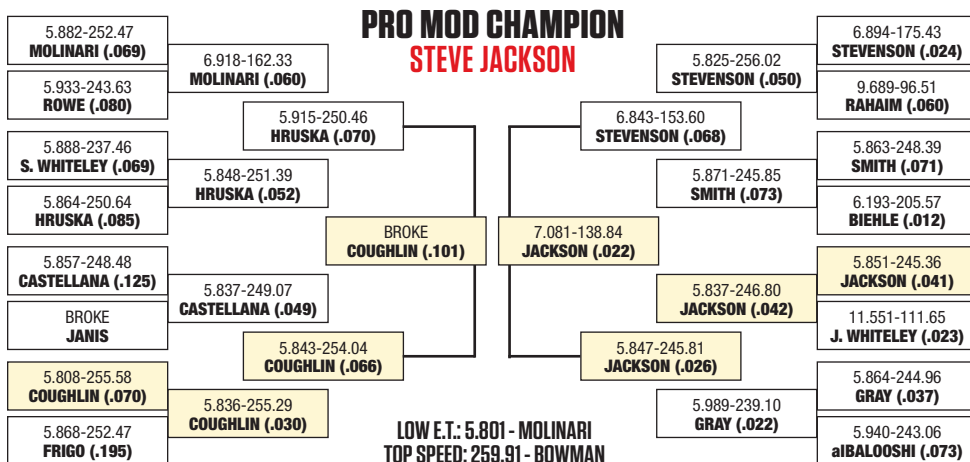 PRO MOD CHAMPION
STEVE JACKSON
5.882-252.47
MOLINARI (.069)
5.933-243.63
ROWE (.080)
5.888-237.46
S. WHITELEY (.069)
5.864-250.64
HRUSKA (.085)
5.857-248.48
CASTELLANA (.125)
BROKE
JANIS
5.808-255.58
COUGHLIN (.070)
5.868-252.47
FRIGO (.195)
6.918-162.33
MOLINARI (.060)
5.848-251.39
HRUSKA (.052)
5.837-249.07
CASTELLANA (.049)
5.836-255.29
COUGHLIN (.030)
5.915-250.46
HRUSKA (.070)
5.843-254.04
COUGHLIN (.066)
BROKE
COUGHLIN (.101)
7.081-138.84
JACKSON (.022)
6.843-153.60
STEVENSON (.068)
5.847-245.81
JACKSON (.026)
5.825-256.02
STEVENSON (.050)
5.871-245.85
SMITH (.073)
5.837-246.80
JACKSON (.042)
5.989-239.10
GRAY (.022)
6.894-175.43
STEVENSON (.024)
9.689-96.51
RAHAIM (.060)
5.863-248.39
SMITH (.071)
6.193-205.57
BIEHLE (.012)
5.851-245.36
JACKSON (.041)
11.551-111.65
J. WHITELEY (.023)
5.864-244.96
GRAY (.037)
5.940-243.06
alBALOOSHI (.073)
LOW E.T.: 5.801 - MOLINARI
TOP SPEED: 259.91 - BOWMAN